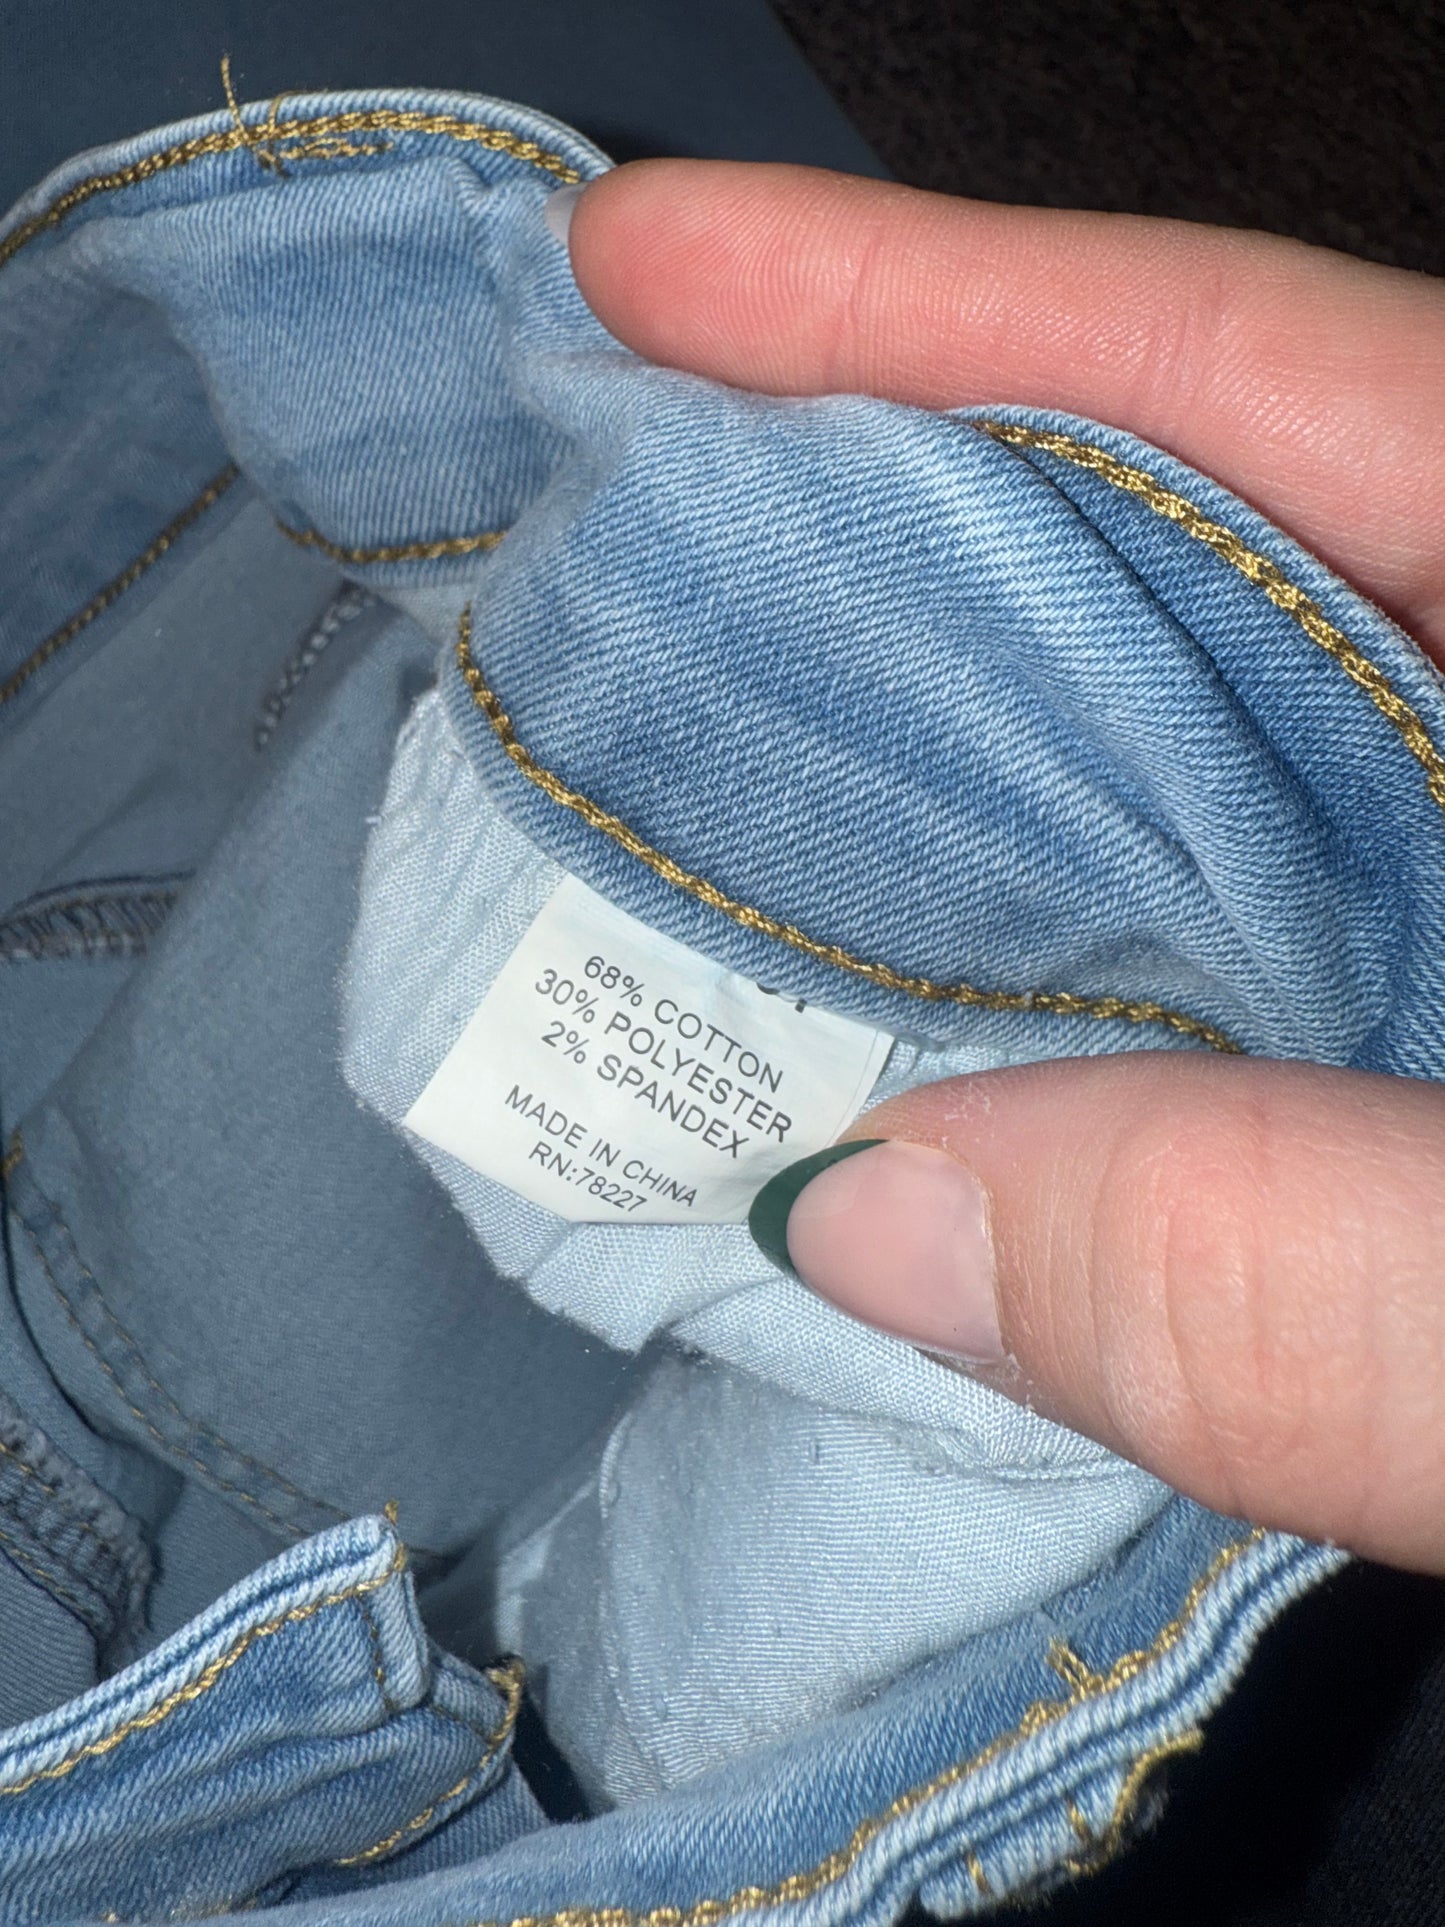 68% COTTON
30% POLYESTER
2% SPANDEX
MADE IN CHINA
RN:78227